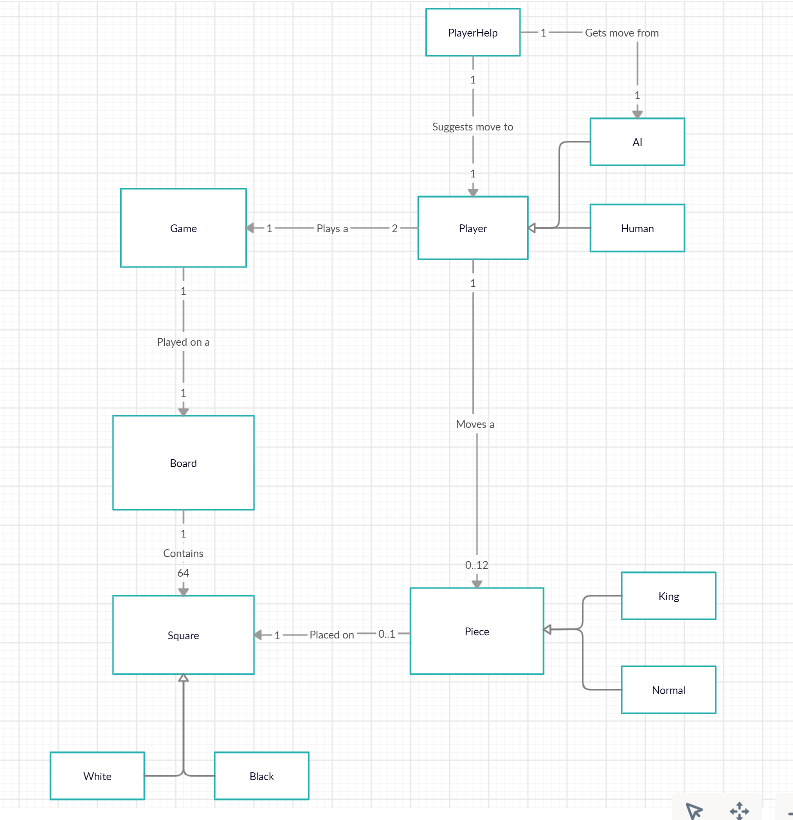 PlayerHelp
1
Gets move from
1
1
Suggests move to
1
AI
Game
1
Plays a
2
Player
Human
1
1
Played on a
1
Moves a
Board
1
Contains
64
0..12
Square
1
Placed on
0..1
Piece
King
Normal
White
Black